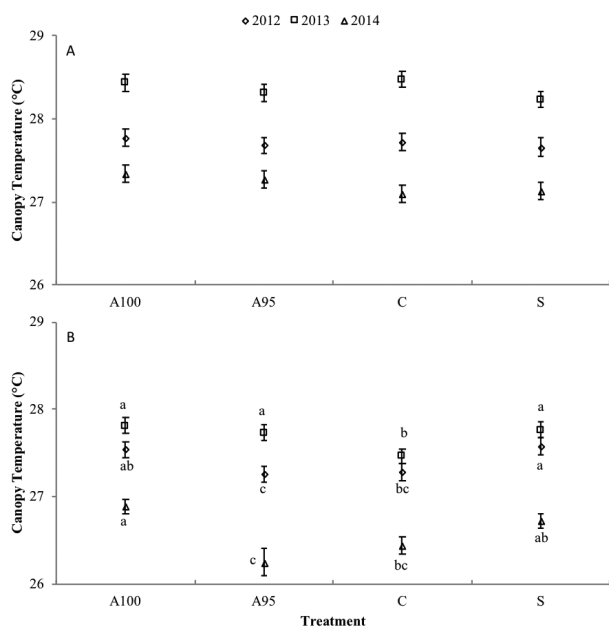 2012 2013 2014
A
29
28
27
26
Canopy Temperature (°C)
A100 A95 C S
B
29
28
27
26
Canopy Temperature (°C)
a a b a
ab c bc a
a c bc ab
A100 A95 C S
Treatment